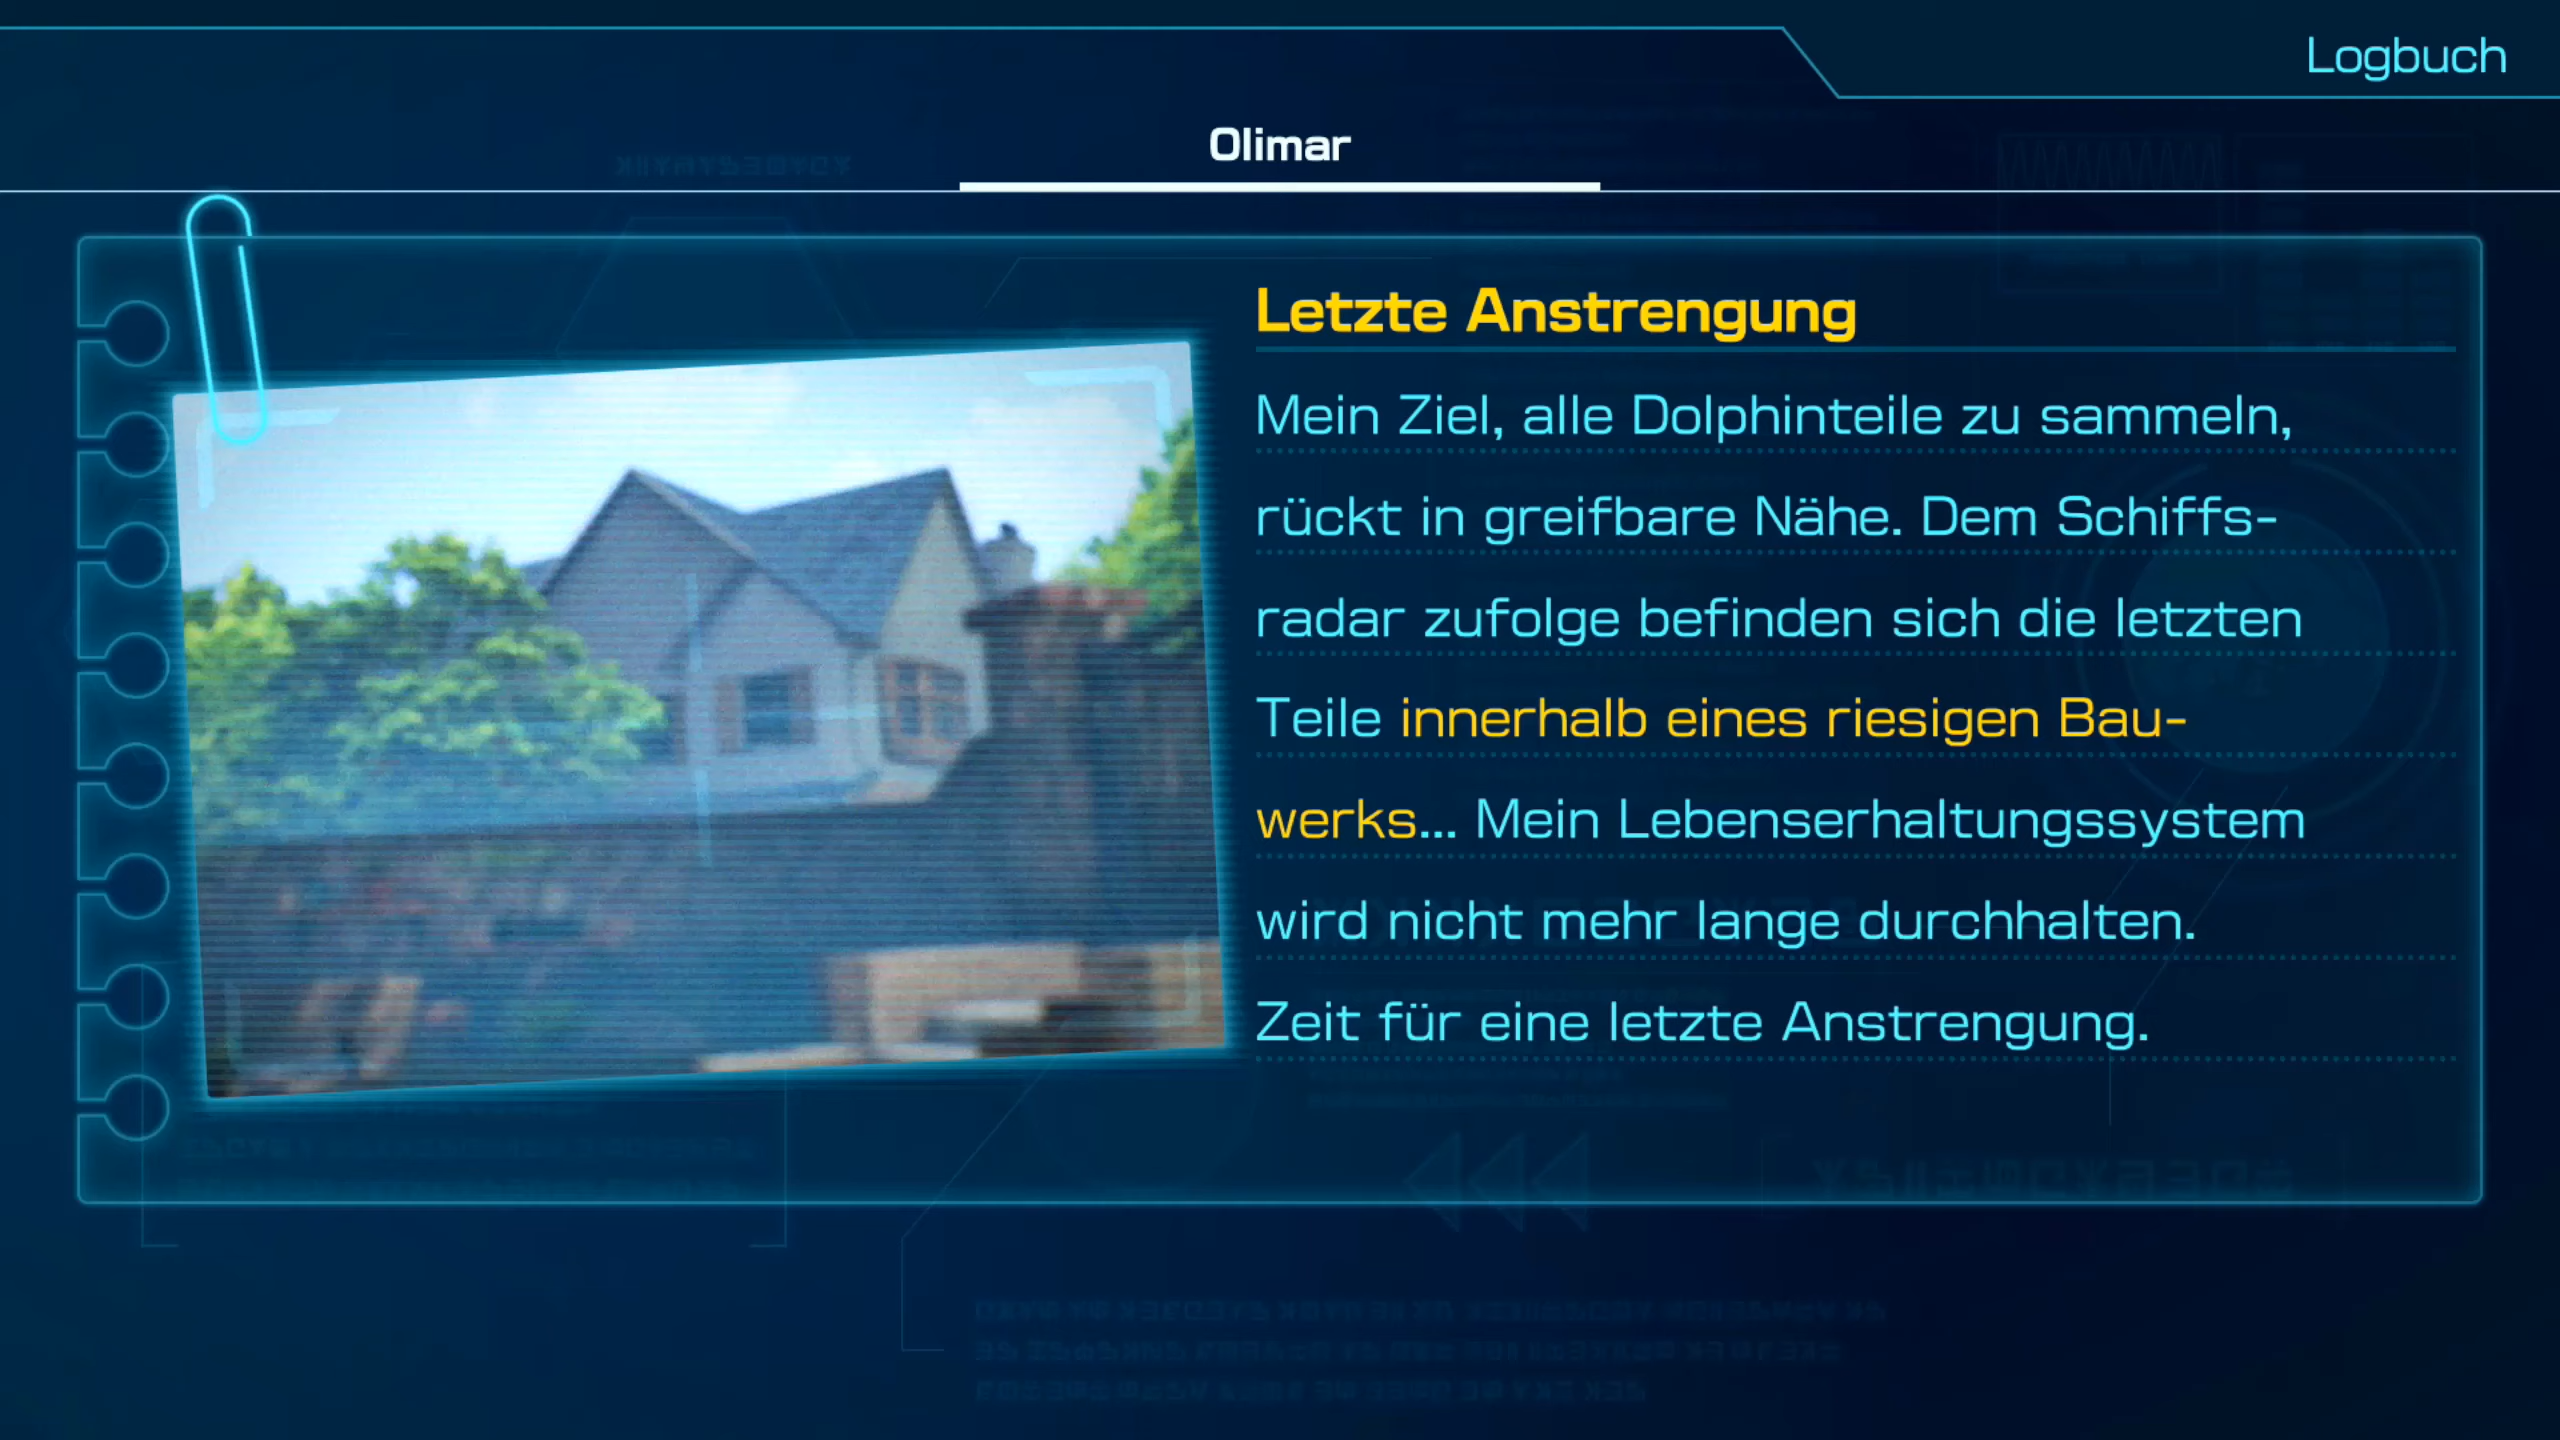 Logbuch
Olimar
Letzte Anstrengung
Mein Ziel, alle Dolphinteile zu sammeln,
rückt in greifbare Nähe. Dem Schiffs-
radar zufolge befinden sich die letzten
Teile innerhalb eines riesigen Bau-
werks... Mein Lebenserhaltungssystem
wird nicht mehr lange durchhalten.
Zeit für eine letzte Anstrengung.